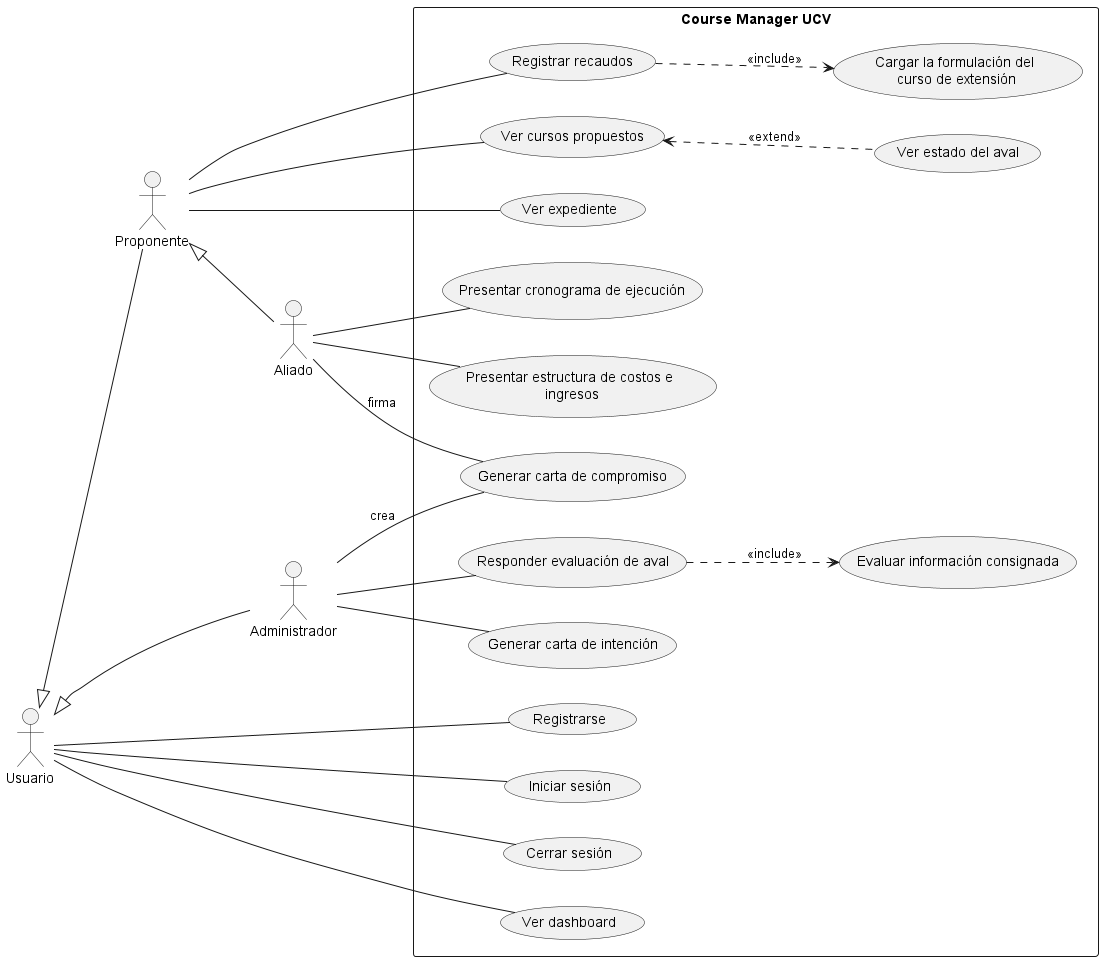 Course Manager UCV
Registrar recaudos
«include»
Cargar la formulación del
curso de extensión
Ver cursos propuestos
«extend»
Ver estado del aval
Ver expediente
Proponente
Presentar cronograma de ejecución
Aliado
Presentar estructura de costos e
ingresos
firma
Generar carta de compromiso
crea
Responder evaluación de aval
«include»
Evaluar información consignada
Administrador
Generar carta de intención
Registrarse
Usuario
Iniciar sesión
Cerrar sesión
Ver dashboard